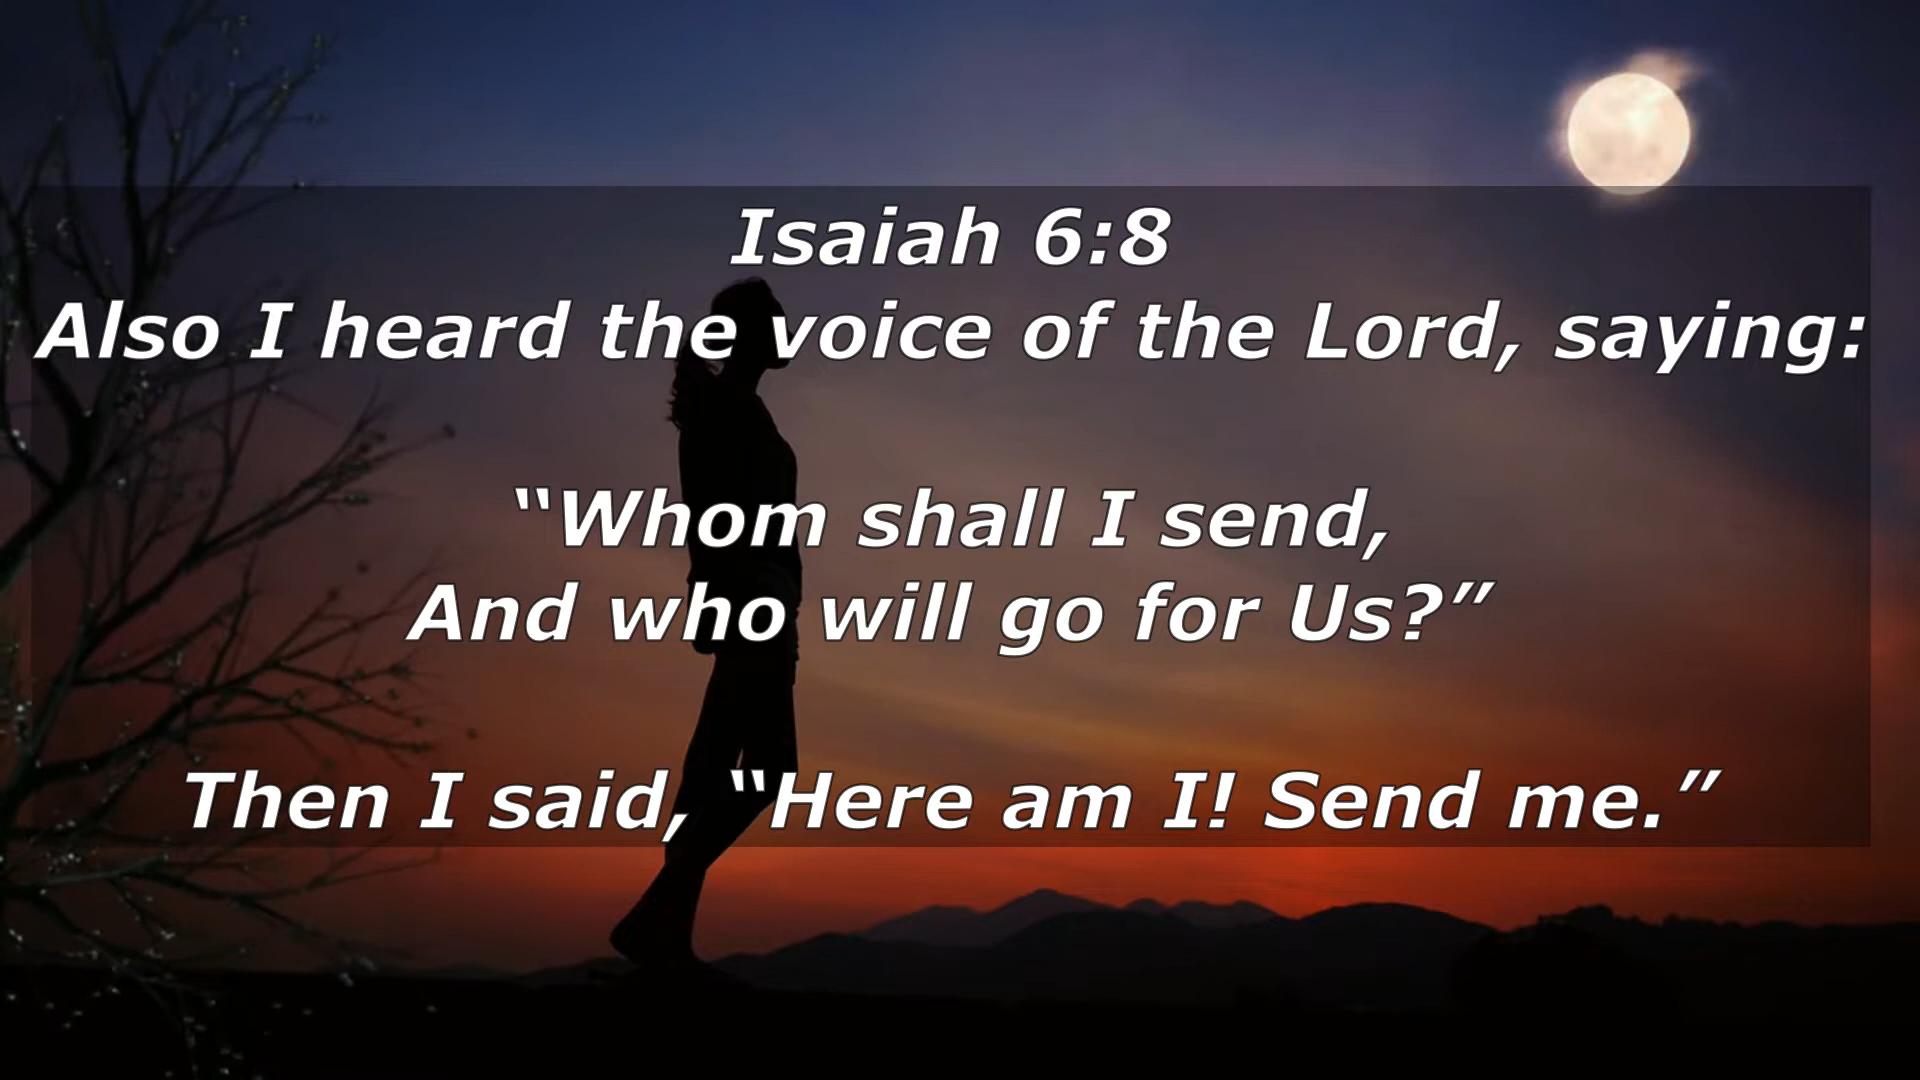 Isaiah 6:8
Also I heard the voice of the Lord, saying:
“Whom shall I send,
And who will go for Us?”
Then I said, “Here am I! Send me.”